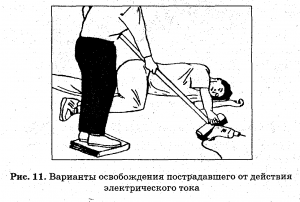 Рис. 11. Варианты освобождения пострадавшего от действия
электрического тока